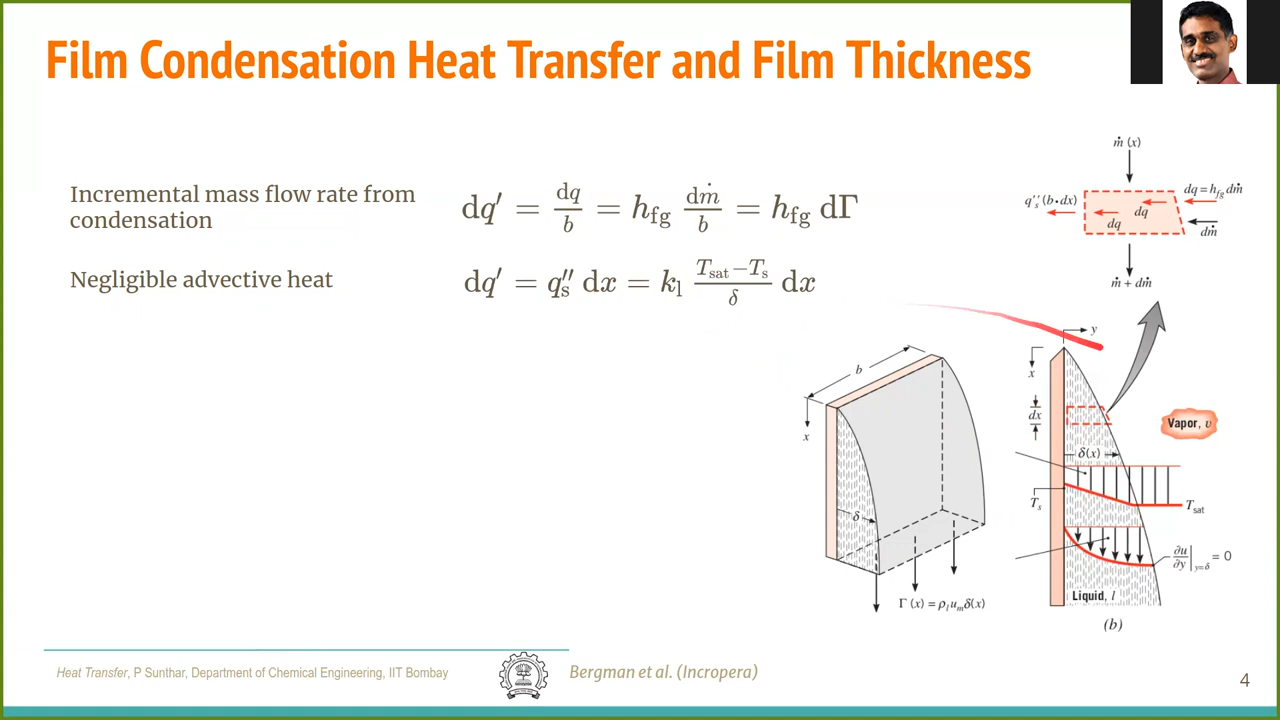 Film Condensation Heat Transfer and Film Thickness
Incremental mass flow rate from
condensation
dq′ = dq/b = h_fg dṁ/b = h_fg dΓ
Negligible advective heat
dq′ = q″_s dx = k_l (T_sat − T_s)/δ dx
ṁ (x)
dq = h_fg dṁ
q″_s (b • dx)
dq
dq
dṁ
ṁ + dṁ
b
x
δ
Γ (x) = ρ_l u_m δ(x)
y
x
dx
Vapor, v
δ(x)
T_s
T_sat
∂u/∂y|_y=δ = 0
Liquid, l
(b)
Heat Transfer, P Sunthar, Department of Chemical Engineering, IIT Bombay
Bergman et al. (Incropera)
4